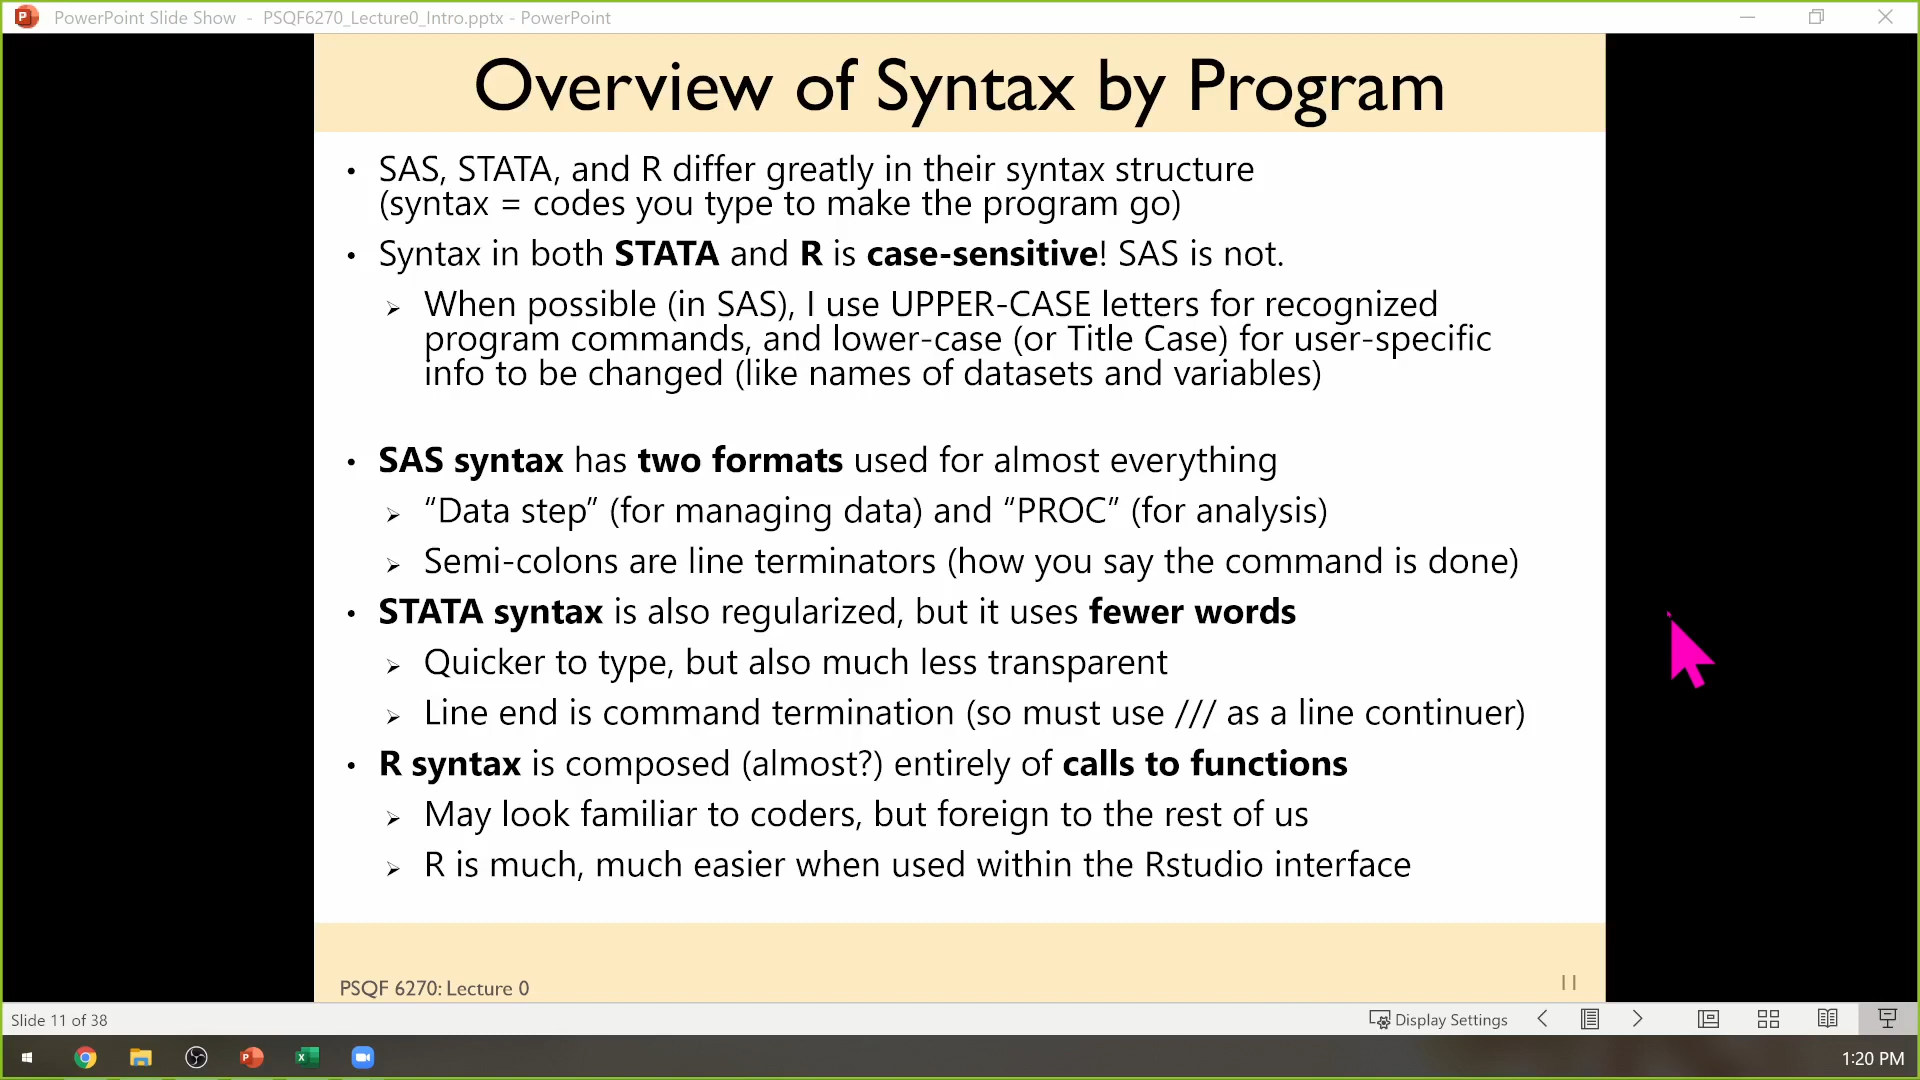 PowerPoint Slide Show - PSQF6270_Lecture0_Intro.pptx - PowerPoint
Overview of Syntax by Program
• SAS, STATA, and R differ greatly in their syntax structure
(syntax = codes you type to make the program go)
• Syntax in both STATA and R is case-sensitive! SAS is not.
➢ When possible (in SAS), I use UPPER-CASE letters for recognized
program commands, and lower-case (or Title Case) for user-specific
info to be changed (like names of datasets and variables)
• SAS syntax has two formats used for almost everything
➢ “Data step” (for managing data) and “PROC” (for analysis)
➢ Semi-colons are line terminators (how you say the command is done)
• STATA syntax is also regularized, but it uses fewer words
➢ Quicker to type, but also much less transparent
➢ Line end is command termination (so must use /// as a line continuer)
• R syntax is composed (almost?) entirely of calls to functions
➢ May look familiar to coders, but foreign to the rest of us
➢ R is much, much easier when used within the Rstudio interface
PSQF 6270: Lecture 0
11
Slide 11 of 38
Display Settings
1:20 PM